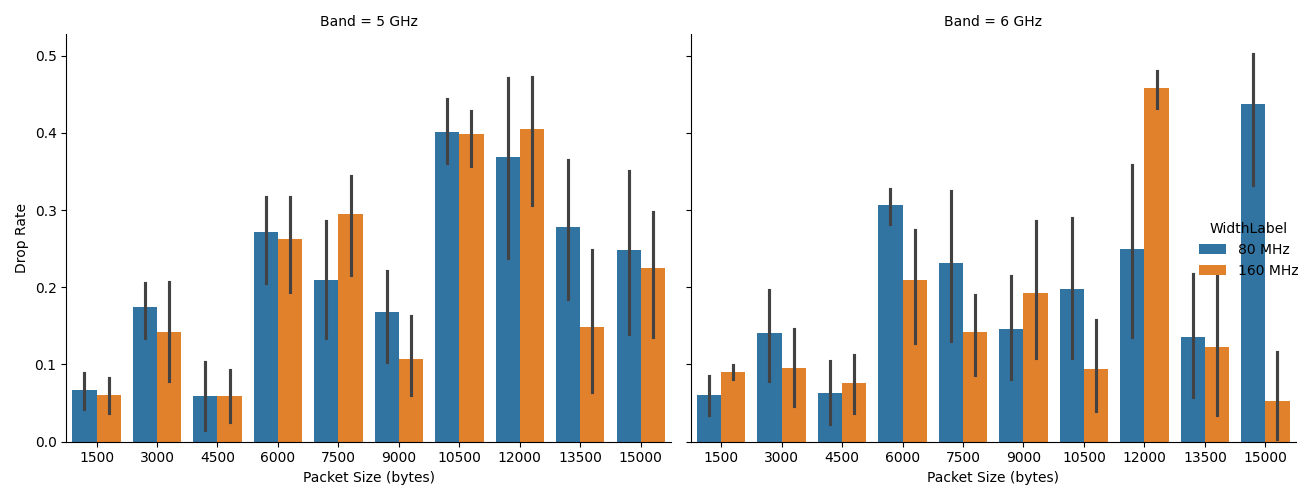 Band = 5 GHz
Band = 6 GHz
Drop Rate
0.5
0.4
0.3
0.2
0.1
0.0
1500 3000 4500 6000 7500 9000 10500 12000 13500 15000
1500 3000 4500 6000 7500 9000 10500 12000 13500 15000
Packet Size (bytes)
Packet Size (bytes)
WidthLabel
80 MHz
160 MHz